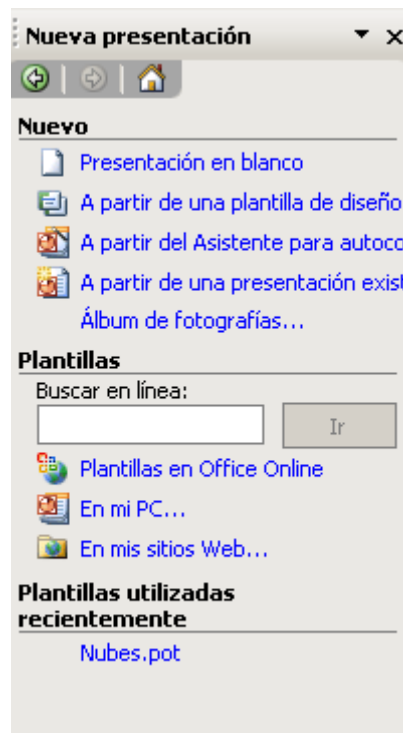 Nueva presentación
Nuevo
Presentación en blanco
A partir de una plantilla de diseño
A partir del Asistente para autoco
A partir de una presentación exist
Álbum de fotografías...
Plantillas
Buscar en línea:
Ir
Plantillas en Office Online
En mi PC...
En mis sitios Web...
Plantillas utilizadas
recientemente
Nubes.pot